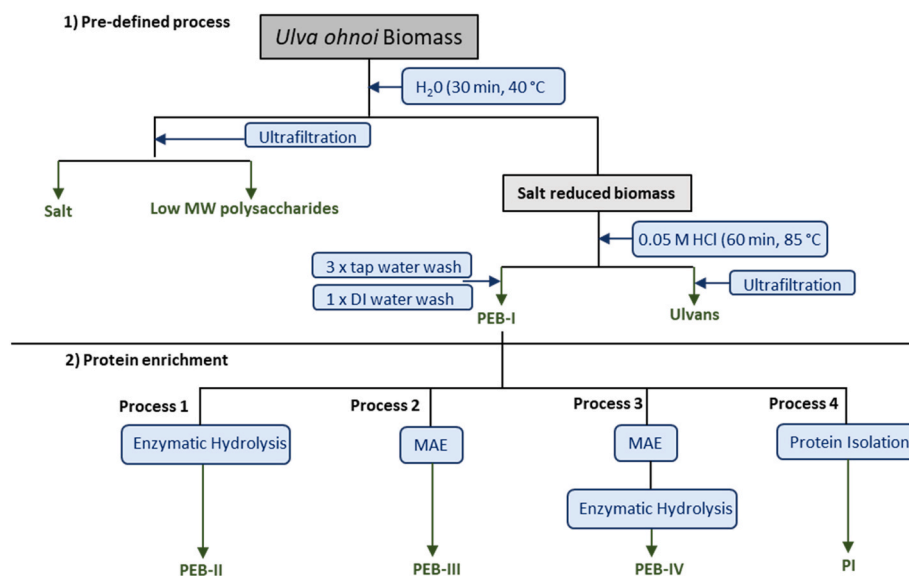 1) Pre-defined process
Ulva ohnoi Biomass
H₂0 (30 min, 40 °C
Ultrafiltration
Salt
Low MW polysaccharides
Salt reduced biomass
0.05 M HCl (60 min, 85 °C
3 x tap water wash
1 x DI water wash
Ultrafiltration
PEB-I
Ulvans
2) Protein enrichment
Process 1
Process 2
Process 3
Process 4
Enzymatic Hydrolysis
MAE
MAE
Protein Isolation
Enzymatic Hydrolysis
PEB-II
PEB-III
PEB-IV
PI